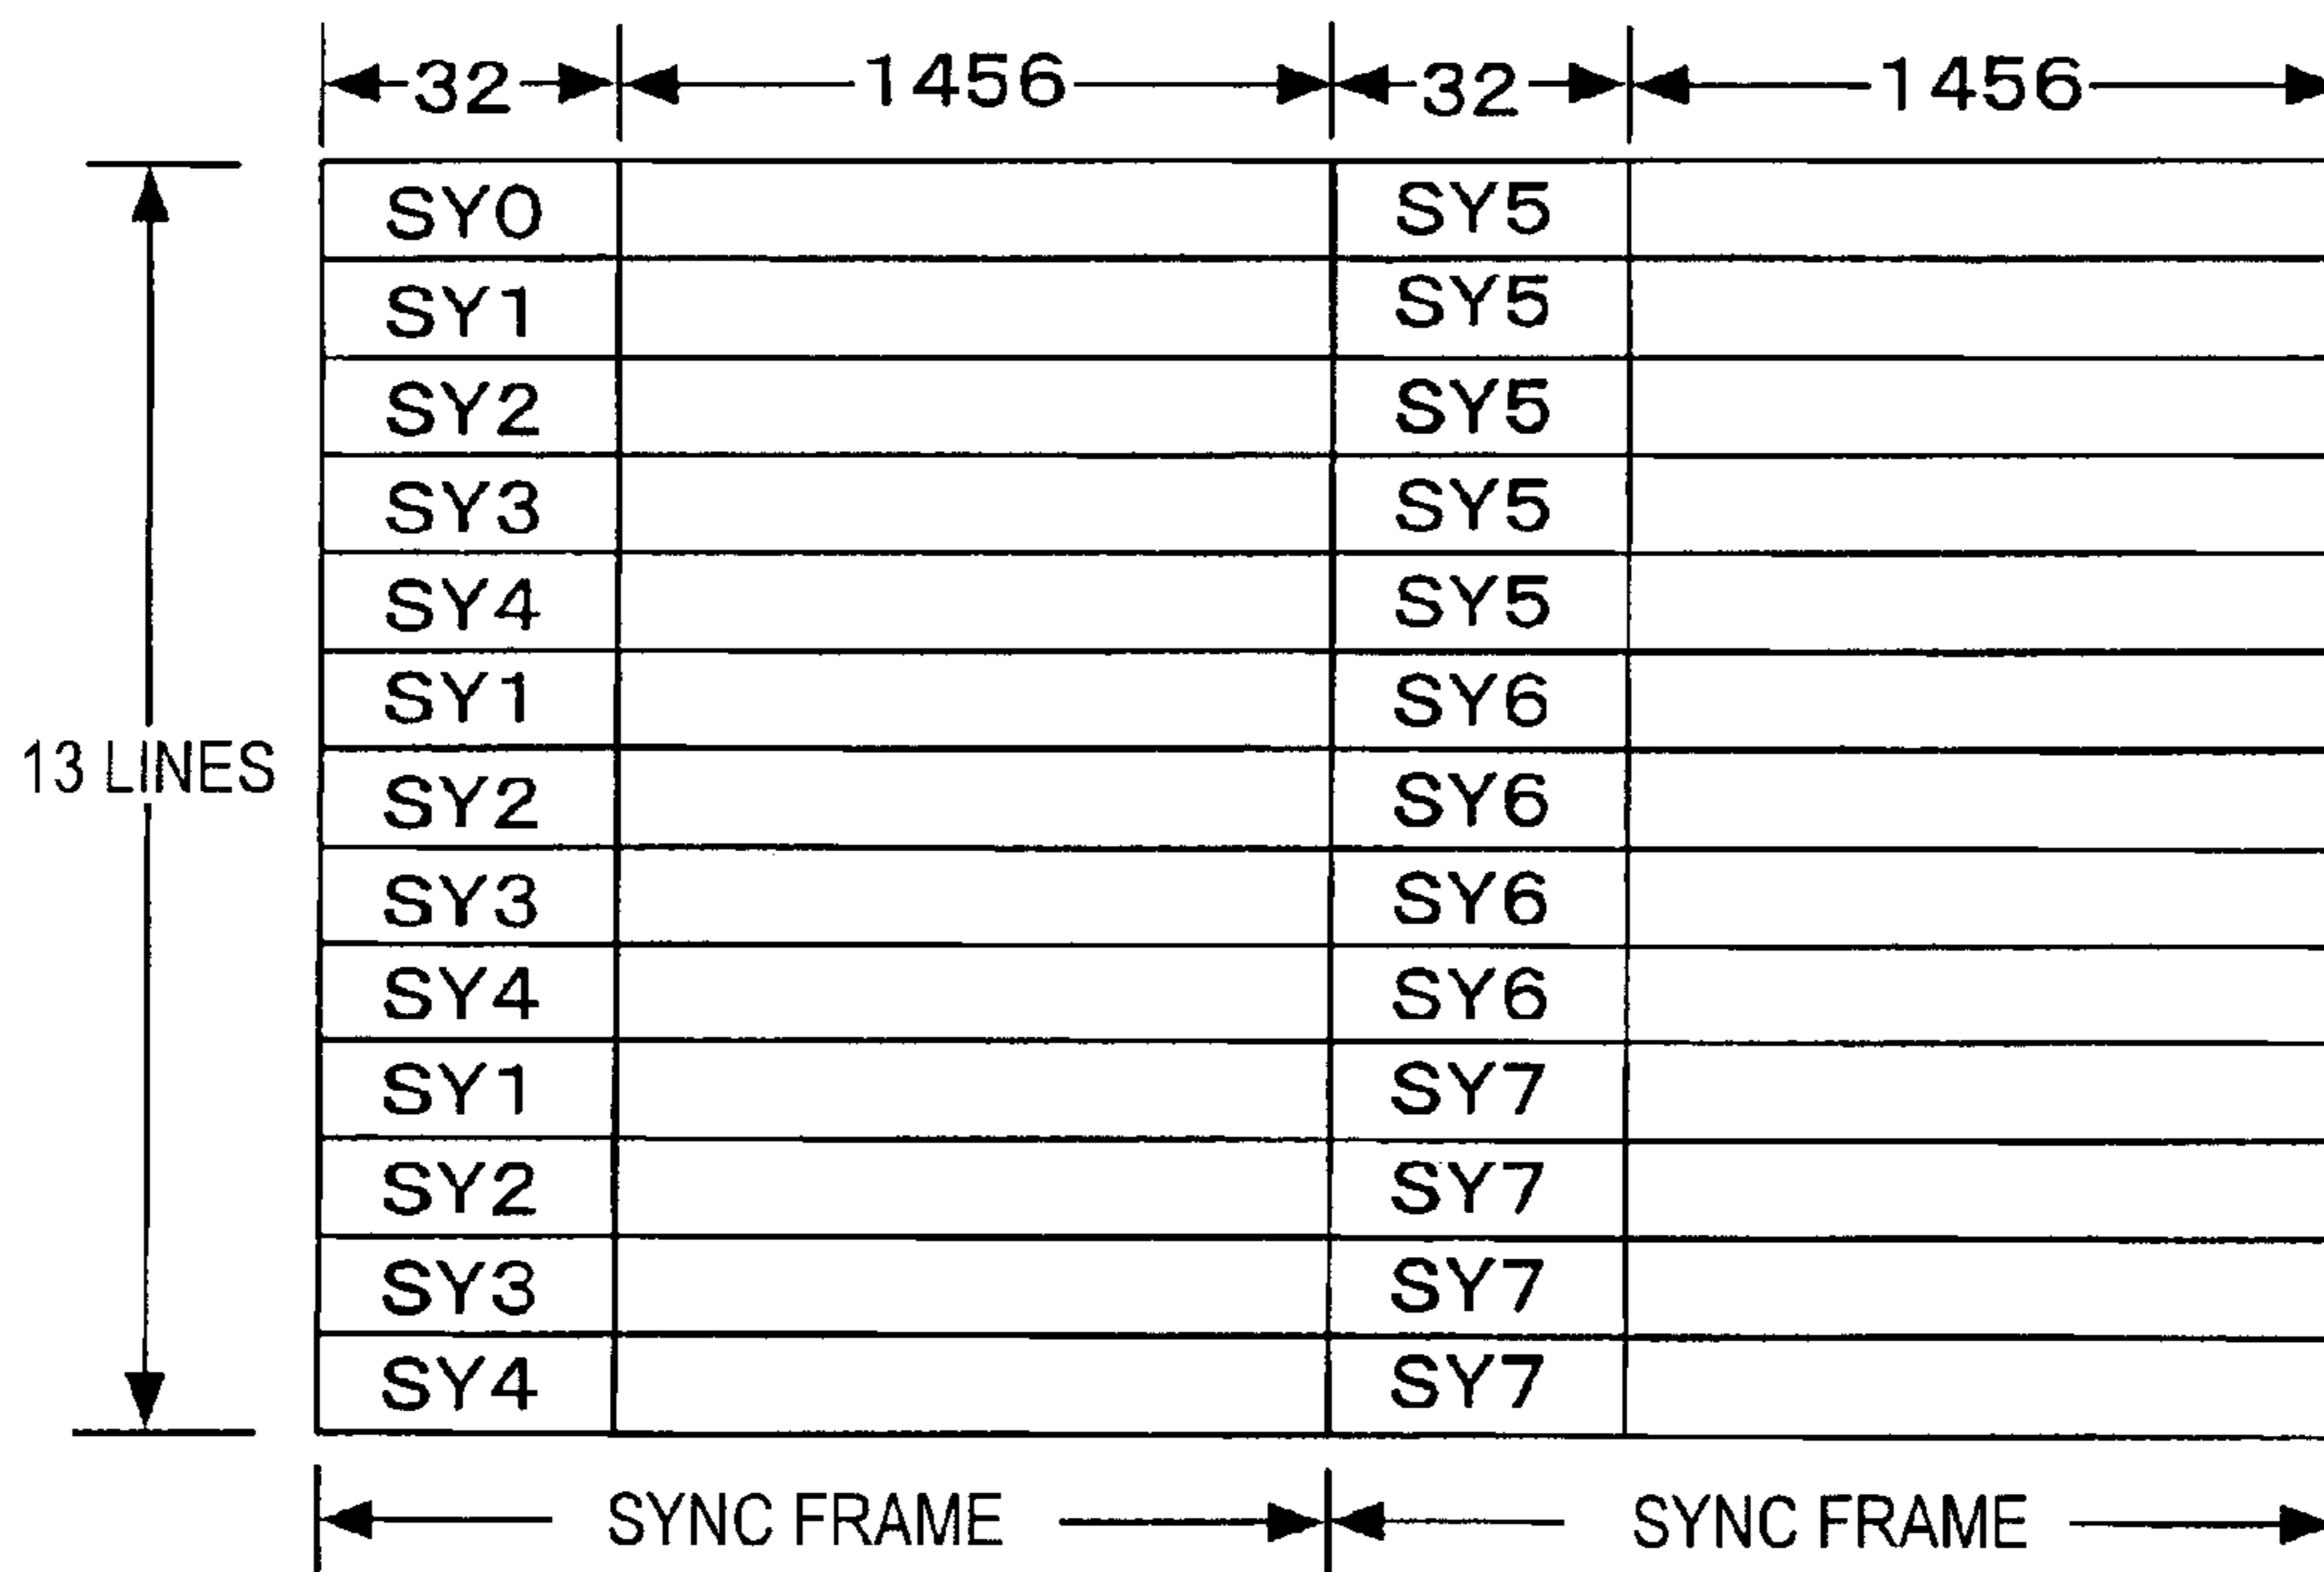 32 1456 32 1456
SY0 SY5
SY1 SY5
SY2 SY5
SY3 SY5
SY4 SY5
SY1 SY6
13 LINES
SY2 SY6
SY3 SY6
SY4 SY6
SY1 SY7
SY2 SY7
SY3 SY7
SY4 SY7
SYNC FRAME SYNC FRAME